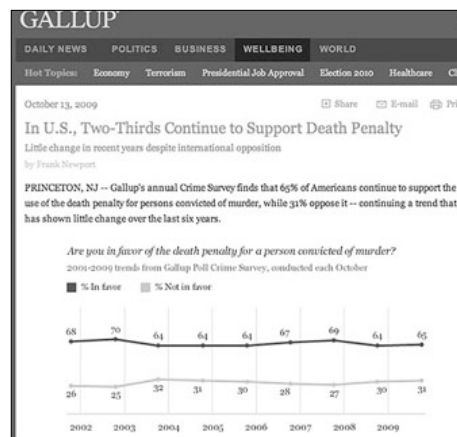 GALLUP
DAILY NEWS POLITICS BUSINESS WELLBEING WORLD
Hot Topics: Economy Terrorism Presidential Job Approval Election 2010 Healthcare
October 13, 2009 Share E-mail
In U.S., Two-Thirds Continue to Support Death Penalty
Little change in recent years despite international opposition
by Frank Newport
PRINCETON, NJ -- Gallup's annual Crime Survey finds that 65% of Americans continue to support the
use of the death penalty for persons convicted of murder, while 31% oppose it -- continuing a trend that
has shown little change over the last six years.
Are you in favor of the death penalty for a person convicted of murder?
2001-2009 trends from Gallup Poll Crime Survey, conducted each October
% In favor % Not in favor
68 70 64 64 64 67 69 64 65
26 25 32 31 30 28 27 30 31
2002 2003 2004 2005 2006 2007 2008 2009